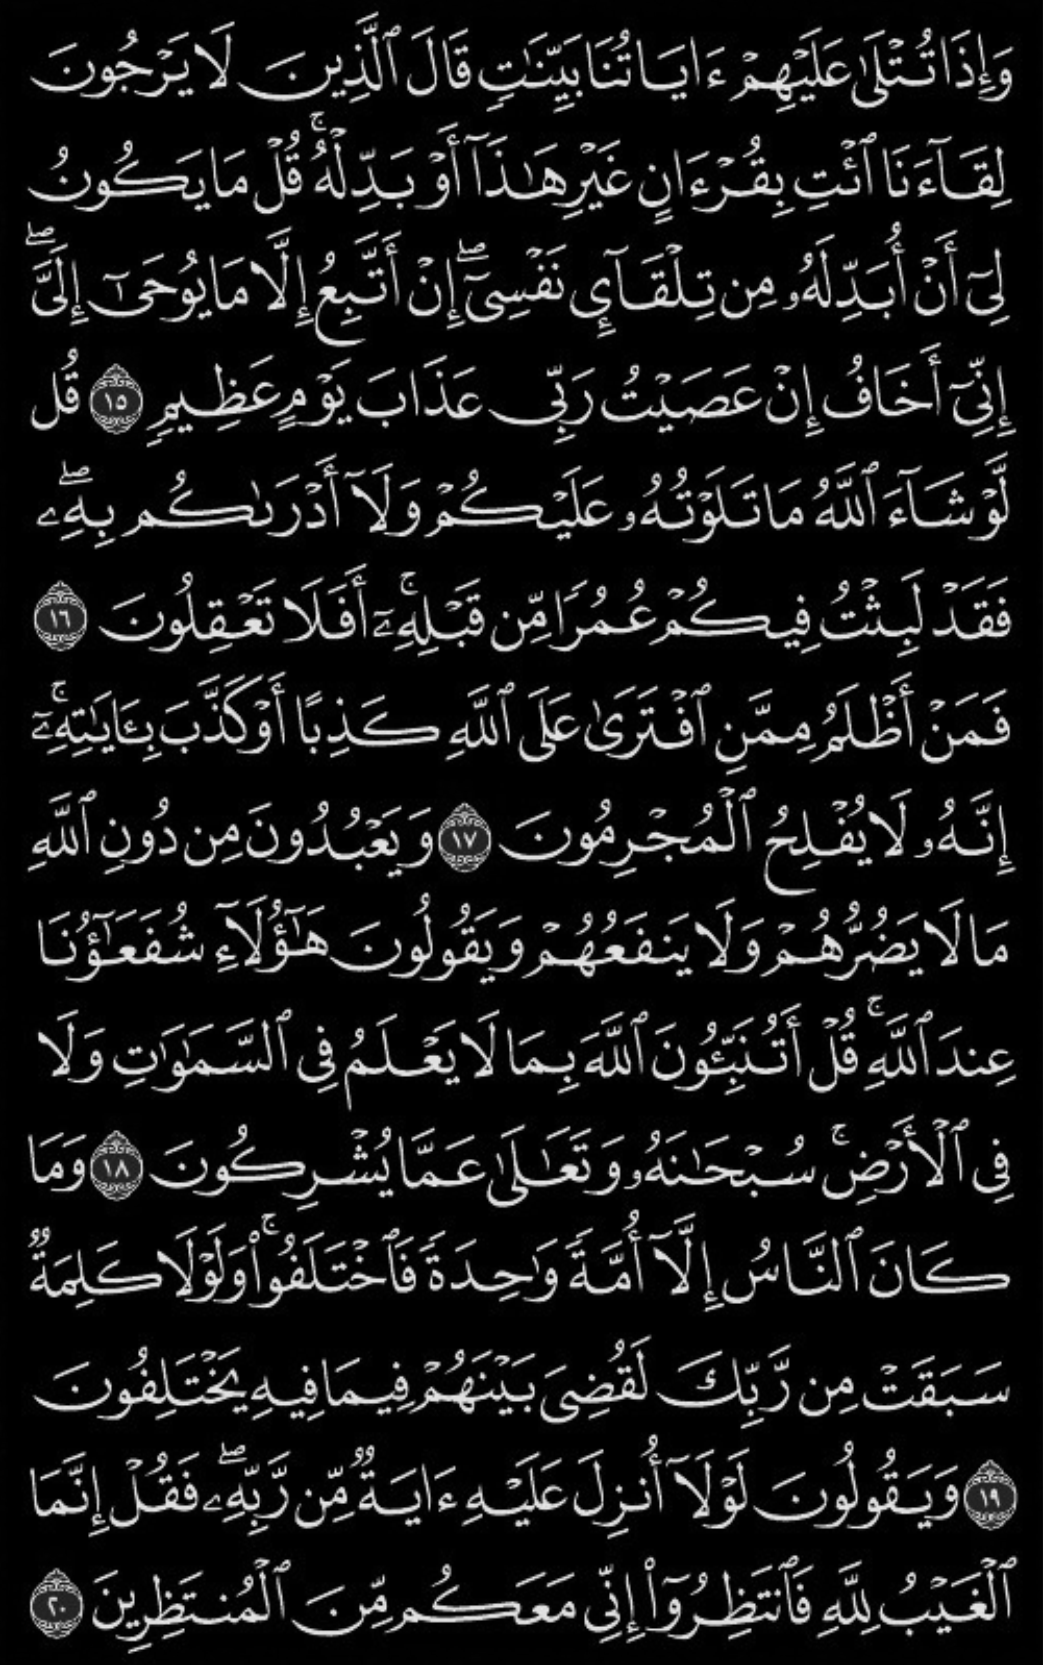 وَإِذَا تُتْلَىٰ عَلَيْهِمْ ءَايَاتُنَا بَيِّنَـٰتٍ قَالَ ٱلَّذِينَ لَا يَرْجُونَ
لِقَآءَنَا ٱئْتِ بِقُرْءَانٍ غَيْرِ هَـٰذَآ أَوْ بَدِّلْهُ ۚ قُلْ مَا يَكُونُ
لِىٓ أَنْ أُبَدِّلَهُۥ مِن تِلْقَآئِ نَفْسِىٓ ۖ إِنْ أَتَّبِعُ إِلَّا مَا يُوحَىٰٓ إِلَىَّ ۖ
إِنِّىٓ أَخَافُ إِنْ عَصَيْتُ رَبِّى عَذَابَ يَوْمٍ عَظِيمٍ ١٥ قُل
لَّوْ شَآءَ ٱللَّهُ مَا تَلَوْتُهُۥ عَلَيْكُمْ وَلَآ أَدْرَىٰكُم بِهِۦ ۖ
فَقَدْ لَبِثْتُ فِيكُمْ عُمُرًا مِّن قَبْلِهِۦٓ ۚ أَفَلَا تَعْقِلُونَ ١٦
فَمَنْ أَظْلَمُ مِمَّنِ ٱفْتَرَىٰ عَلَى ٱللَّهِ كَذِبًا أَوْ كَذَّبَ بِـَٔايَـٰتِهِۦٓ ۚ
إِنَّهُۥ لَا يُفْلِحُ ٱلْمُجْرِمُونَ ١٧ وَيَعْبُدُونَ مِن دُونِ ٱللَّهِ
مَا لَا يَضُرُّهُمْ وَلَا يَنفَعُهُمْ وَيَقُولُونَ هَـٰٓؤُلَآءِ شُفَعَـٰٓؤُنَا
عِندَ ٱللَّهِ ۚ قُلْ أَتُنَبِّـُٔونَ ٱللَّهَ بِمَا لَا يَعْلَمُ فِى ٱلسَّمَـٰوَٰتِ وَلَا
فِى ٱلْأَرْضِ ۚ سُبْحَـٰنَهُۥ وَتَعَـٰلَىٰ عَمَّا يُشْرِكُونَ ١٨ وَمَا
كَانَ ٱلنَّاسُ إِلَّآ أُمَّةً وَٰحِدَةً فَٱخْتَلَفُوا۟ ۚ وَلَوْلَا كَلِمَةٌ
سَبَقَتْ مِن رَّبِّكَ لَقُضِىَ بَيْنَهُمْ فِيمَا فِيهِ يَخْتَلِفُونَ
١٩ وَيَقُولُونَ لَوْلَآ أُنزِلَ عَلَيْهِ ءَايَةٌ مِّن رَّبِّهِۦ ۖ فَقُلْ إِنَّمَا
ٱلْغَيْبُ لِلَّهِ فَٱنتَظِرُوٓا۟ إِنِّى مَعَكُم مِّنَ ٱلْمُنتَظِرِينَ ٢٠